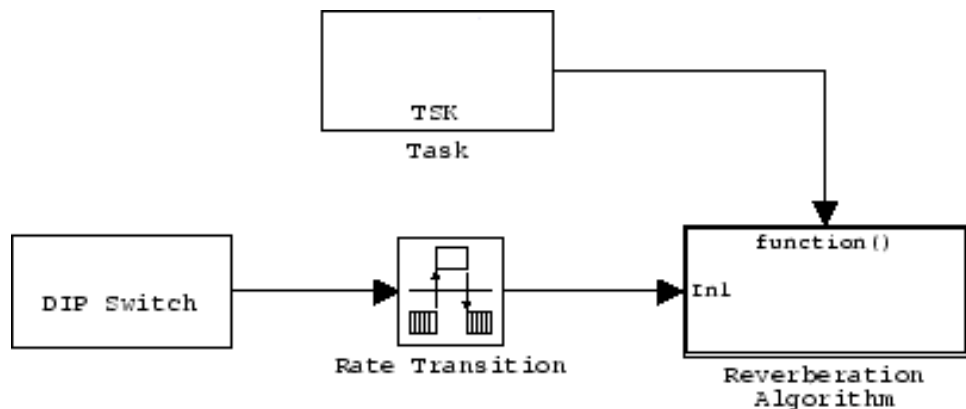 TSK
Task
function()
DIP Switch
In1
Rate Transition
Reverberation
Algorithm